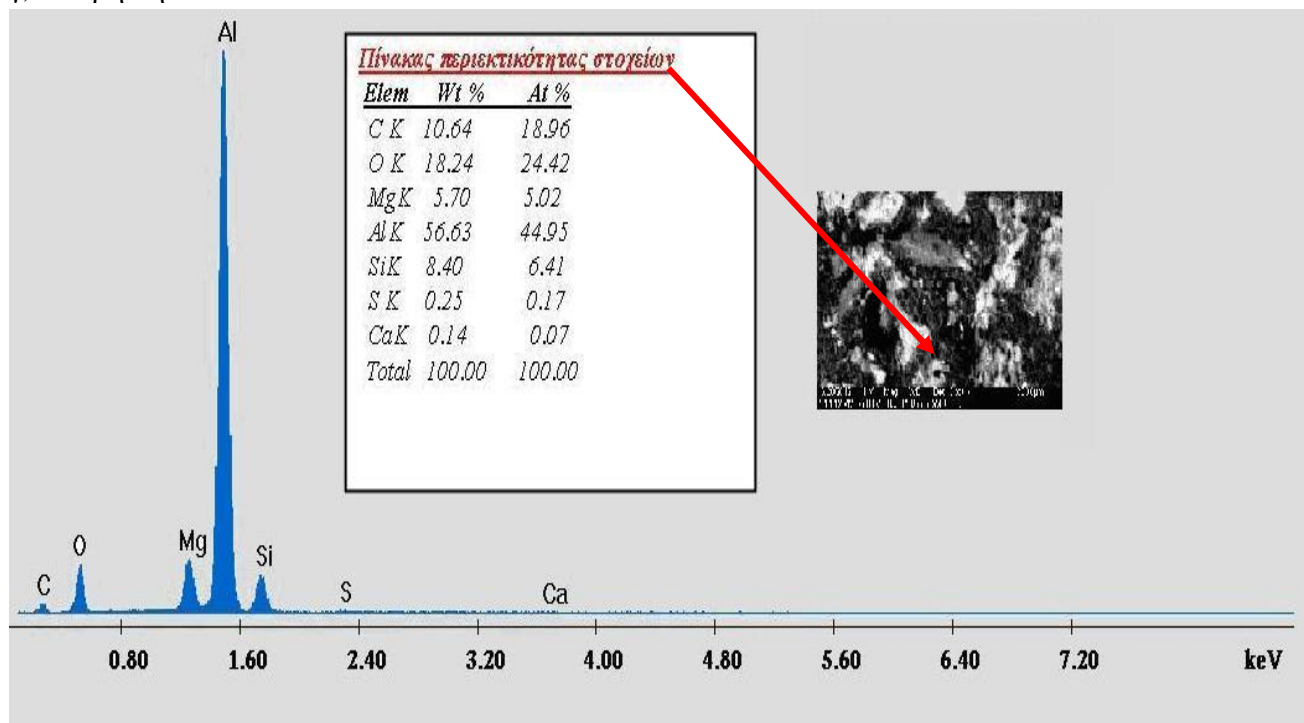 Al
Πίνακας περιεκτικότητας στοχείων
Elem Wt % At %
C K 10.64 18.96
O K 18.24 24.42
MgK 5.70 5.02
AlK 56.63 44.95
SiK 8.40 6.41
S K 0.25 0.17
CaK 0.14 0.07
Total 100.00 100.00
C
O
Mg
Si
S
Ca
0.80 1.60 2.40 3.20 4.00 4.80 5.60 6.40 7.20 keV